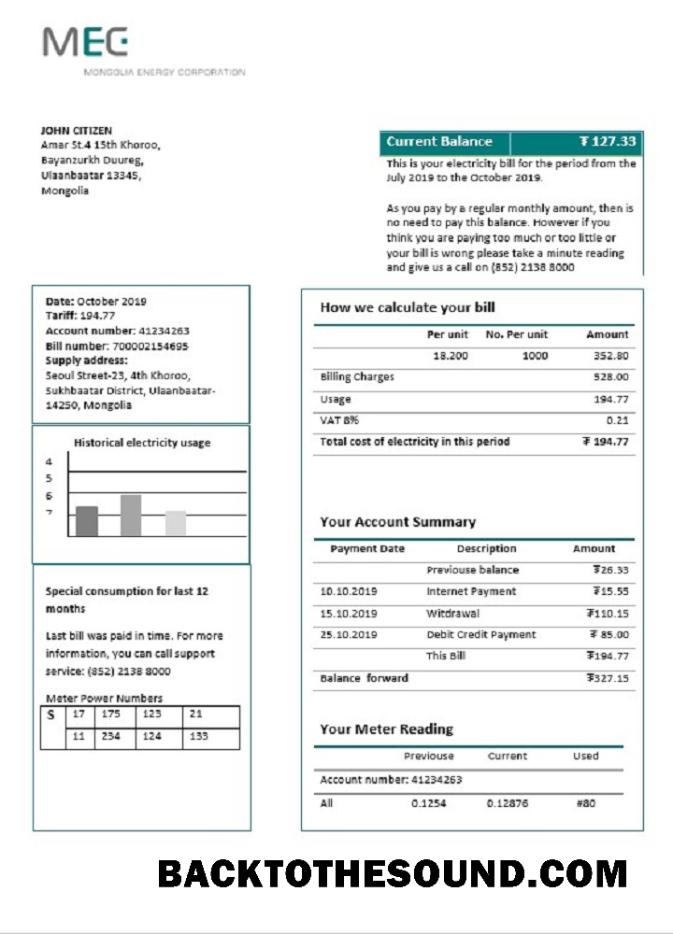 MEC
MONGOLIA ENERGY CORPORATION
JOHN CITIZEN
Amar St.4 15th Khoroo,
Bayanzurkh Duureg,
Ulaanbaatar 13345,
Mongolia
Current Balance ₮ 127.33
This is your electricity bill for the period from the
July 2019 to the October 2019.
As you pay by a regular monthly amount, then is
no need to pay this balance. However if you
think you are paying too much or too little or
your bill is wrong please take a minute reading
and give us a call on (852) 2138 8000
Date: October 2019
Tariff: 194.77
Account number: 41234263
Bill number: 700002154695
Supply address:
Seoul Street-23, 4th Khoroo,
Sukhbaatar District, Ulaanbaatar-
14250, Mongolia
Historical electricity usage
4
5
6
7
Special consumption for last 12
months
Last bill was paid in time. For more
information, you can call support
service: (852) 2138 8000
Meter Power Numbers
S 17 175 123 21
11 234 124 133
How we calculate your bill
Per unit No. Per unit Amount
18.200 1000 352.80
Billing Charges 528.00
Usage 194.77
VAT 8% 0.21
Total cost of electricity in this period ₮ 194.77
Your Account Summary
Payment Date Description Amount
Previouse balance ₮26.33
10.10.2019 Internet Payment ₮15.55
15.10.2019 Witdrawal ₮110.15
25.10.2019 Debit Credit Payment ₮ 85.00
This Bill ₮194.77
Balance forward ₮327.15
Your Meter Reading
Previouse Current Used
Account number: 41234263
All 0.1254 0.12876 #80
BACKTOTHESOUND.COM